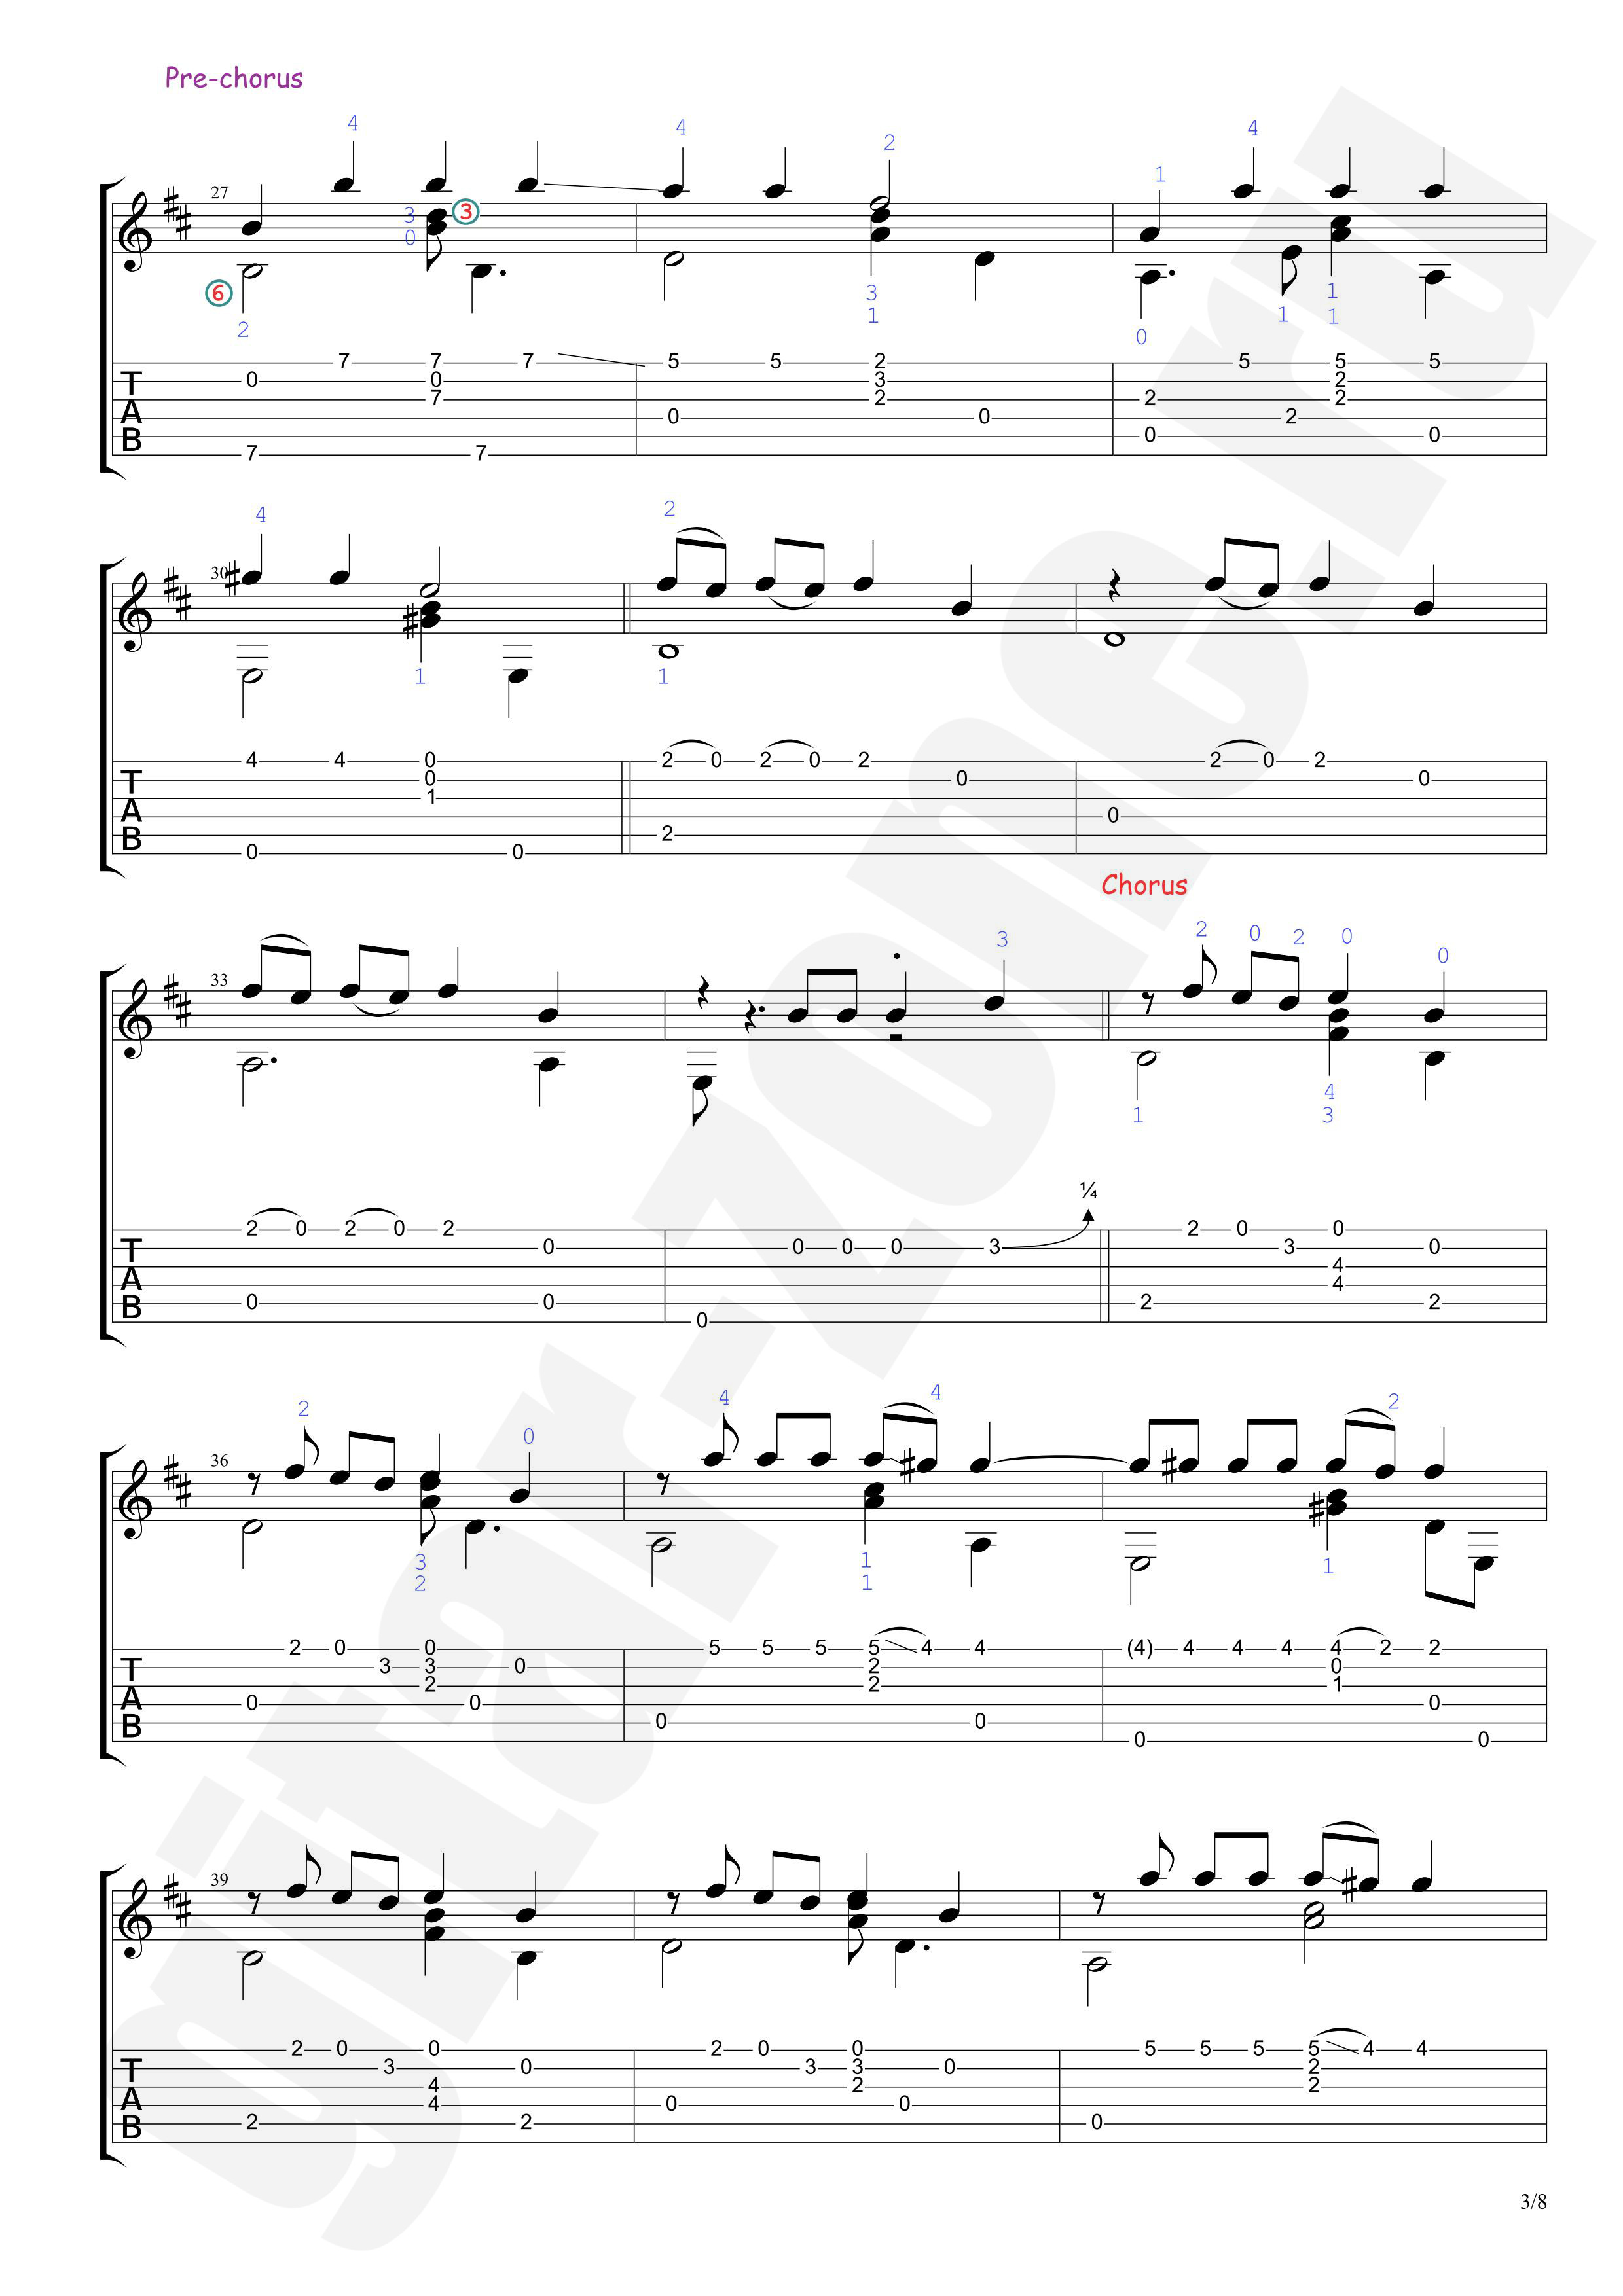 Pre-chorus
4 4 2 1 4
27
3 ③
0
⑥ 3 1
2 1 0 1 1
7 7 7 5 5 2 5 5 5
T 0 0 3 2
7 2 2 2
A 0 0 2
B 0 0
7 7
4 2
30
1 1
4 4 0 2 0 2 0 2 2 0 2
T 0 0 0
1
A 0
B 2
0 0
Chorus
3 2 0 2 0 0
33
4
1 3
¼
2 0 2 0 2 2 0 0
T 0 0 0 0 3 3 0
4
A 4
B 0 0 2 2
0
2 0 4 4 2
36
3 1 1
2 1
2 0 0 5 5 5 5 4 4 (4) 4 4 4 4 2 2
T 3 3 0 2 0
2 2 1
A 0 0 0
B 0 0
0 0
39
2 0 0 2 0 0 5 5 5 5 4 4
T 3 0 3 3 0 2
4 2 2
A 4 0 0
B 2 2 0
3/8
gitar-zone.ru